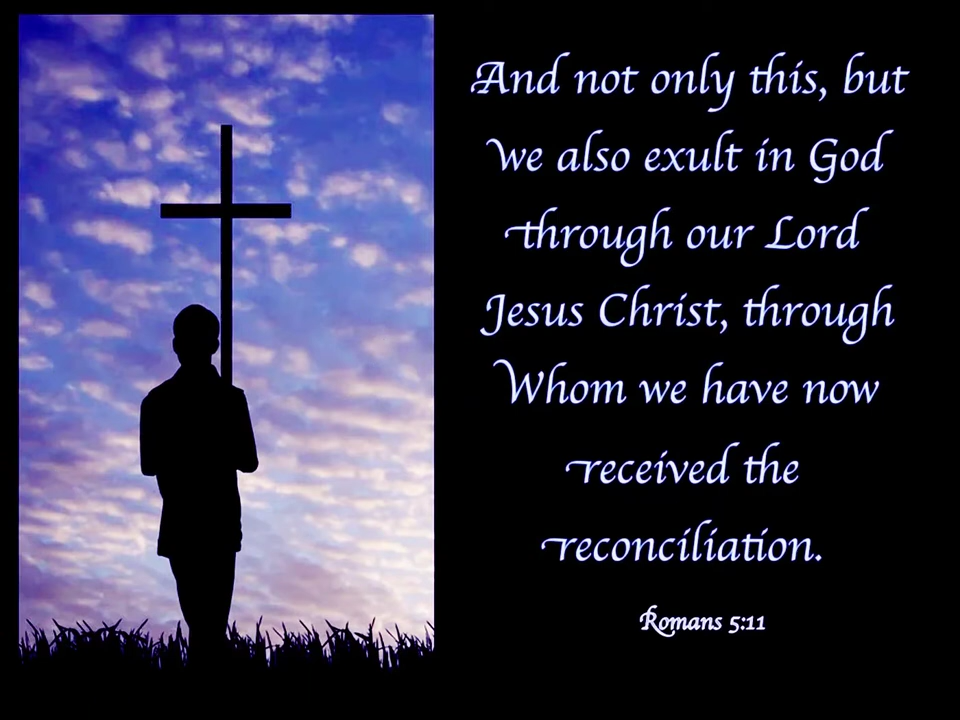 And not only this, but
we also exult in God
through our Lord
Jesus Christ, through
Whom we have now
received the
reconciliation.
Romans 5:11